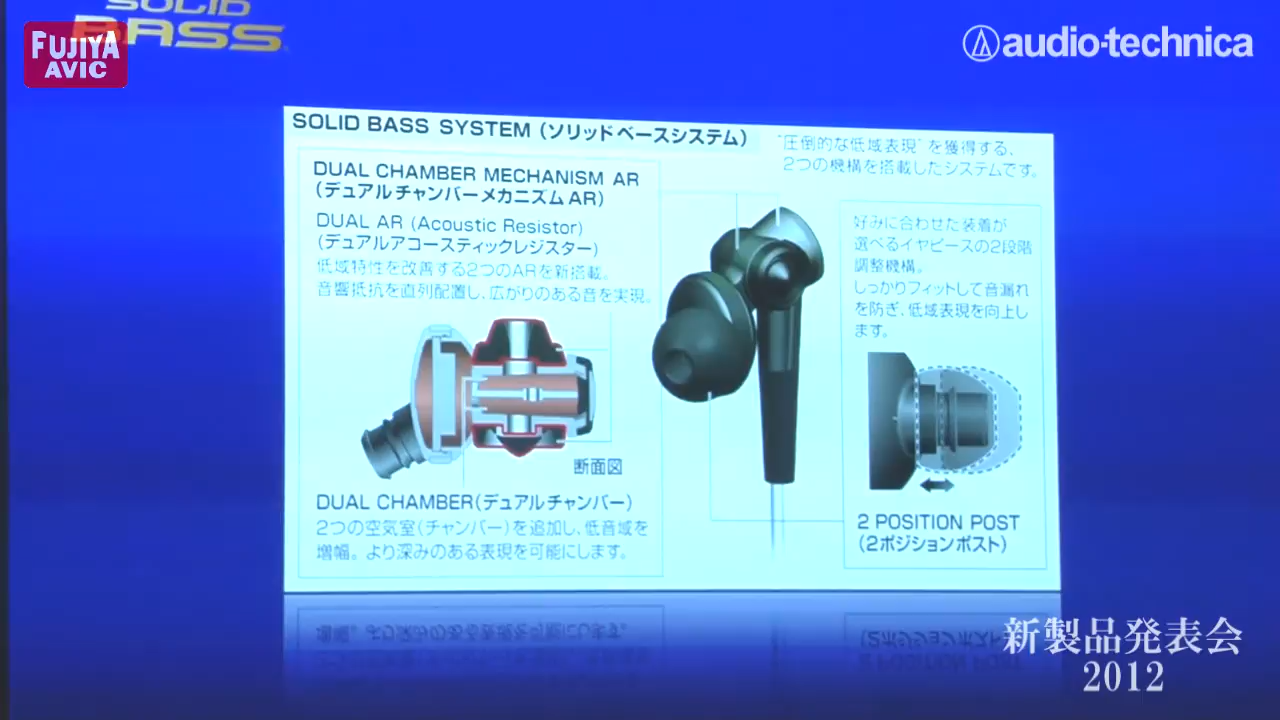 SOLID
BASS
FUJIYA
AVIC
audio-technica
SOLID BASS SYSTEM (ソリッドベースシステム)
“圧倒的な低域表現”を獲得する、
2つの機構を搭載したシステムです。
DUAL CHAMBER MECHANISM AR
(デュアルチャンバーメカニズムAR)
DUAL AR (Acoustic Resistor)
(デュアルアコースティックレジスター)
低域特性を改善する2つのARを新搭載。
音響抵抗を直列配置し、広がりのある音を実現。
断面図
DUAL CHAMBER(デュアルチャンバー)
2つの空気室(チャンバー)を追加し、低音域を
増幅。より深みのある表現を可能にします。
好みに合わせた装着が
選べるイヤピースの2段階
調整機構。
しっかりフィットして音漏れ
を防ぎ、低域表現を向上し
ます。
2 POSITION POST
(2ポジションポスト)
新製品発表会
2012